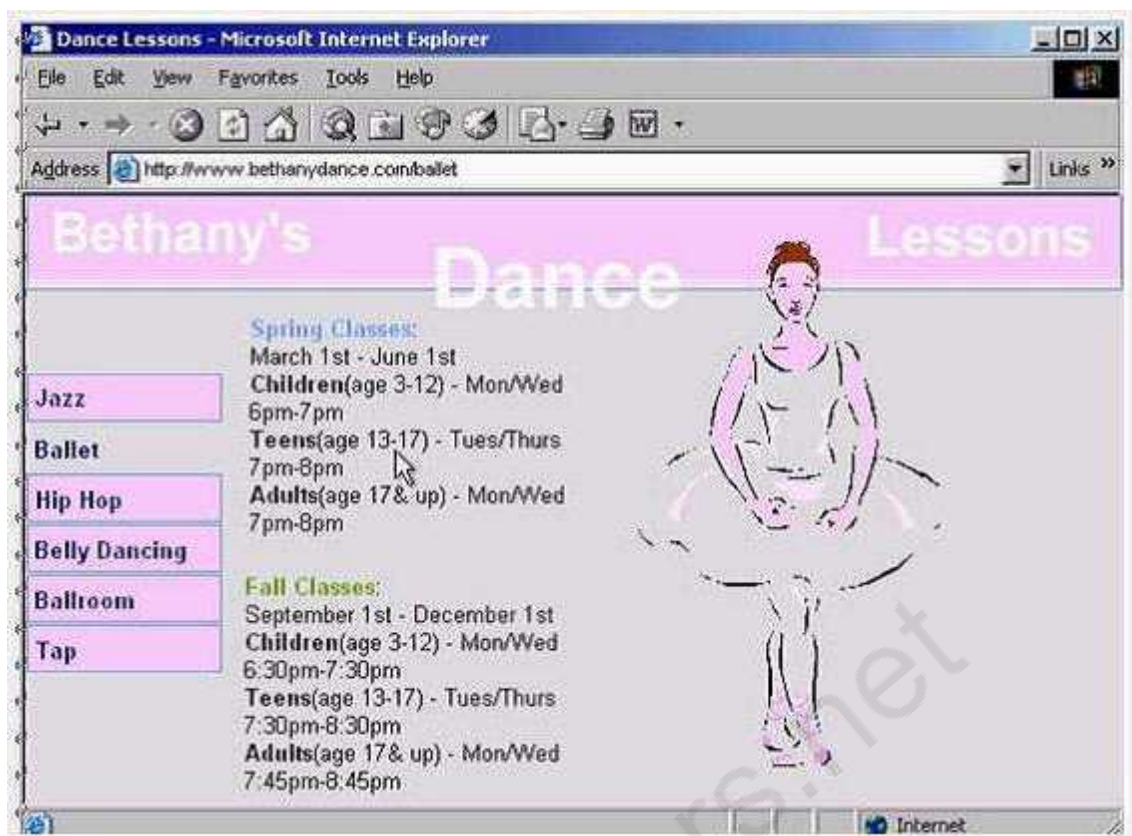 Dance Lessons - Microsoft Internet Explorer
File Edit View Favorites Tools Help
Address http://www.bethanydance.com/ballet Links »
Bethany's Dance Lessons
Spring Classes:
March 1st - June 1st
Children(age 3-12) - Mon/Wed
6pm-7pm
Teens(age 13-17) - Tues/Thurs
7pm-8pm
Adults(age 17& up) - Mon/Wed
7pm-8pm
Jazz
Ballet
Hip Hop
Belly Dancing
Ballroom
Tap
Fall Classes:
September 1st - December 1st
Children(age 3-12) - Mon/Wed
6:30pm-7:30pm
Teens(age 13-17) - Tues/Thurs
7:30pm-8:30pm
Adults(age 17& up) - Mon/Wed
7:45pm-8:45pm
rs.net
Internet